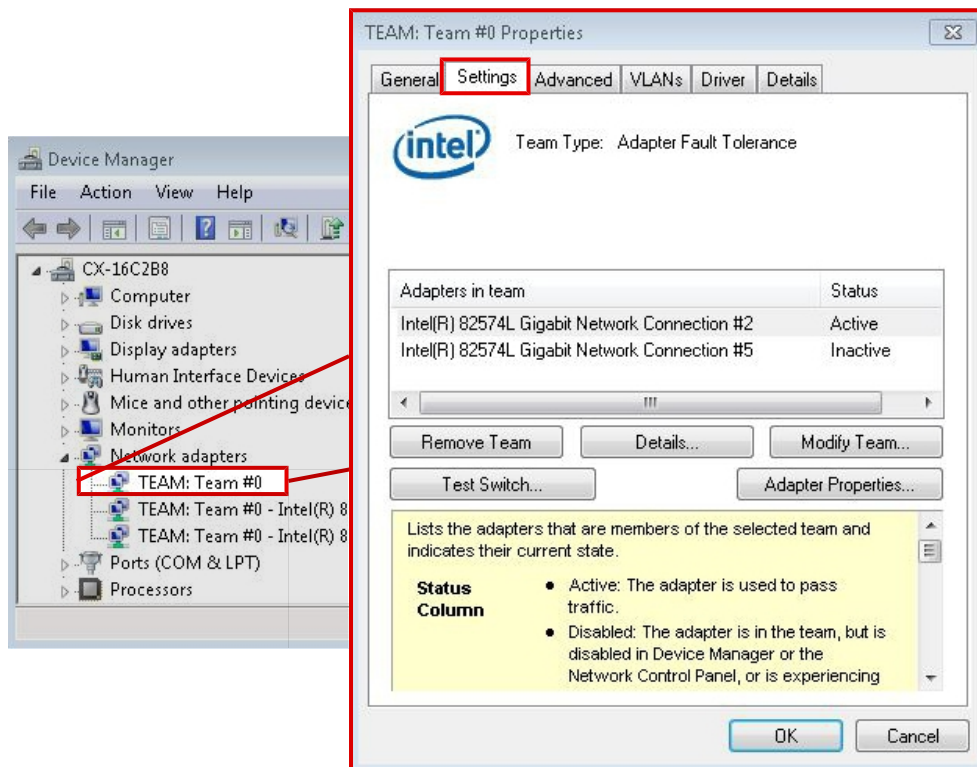 Device Manager
File Action View Help
CX-16C2B8
Computer
Disk drives
Display adapters
Human Interface Devices
Mice and other pointing device
Monitors
Network adapters
TEAM: Team #0
TEAM: Team #0 - Intel(R) 8
TEAM: Team #0 - Intel(R) 8
Ports (COM & LPT)
Processors
TEAM: Team #0 Properties
General Settings Advanced VLANs Driver Details
intel
Team Type: Adapter Fault Tolerance
Adapters in team Status
Intel(R) 82574L Gigabit Network Connection #2 Active
Intel(R) 82574L Gigabit Network Connection #5 Inactive
Remove Team Details... Modify Team...
Test Switch... Adapter Properties...
Lists the adapters that are members of the selected team and
indicates their current state.
Status Column
• Active: The adapter is used to pass
traffic.
• Disabled: The adapter is in the team, but is
disabled in Device Manager or the
Network Control Panel, or is experiencing
OK Cancel